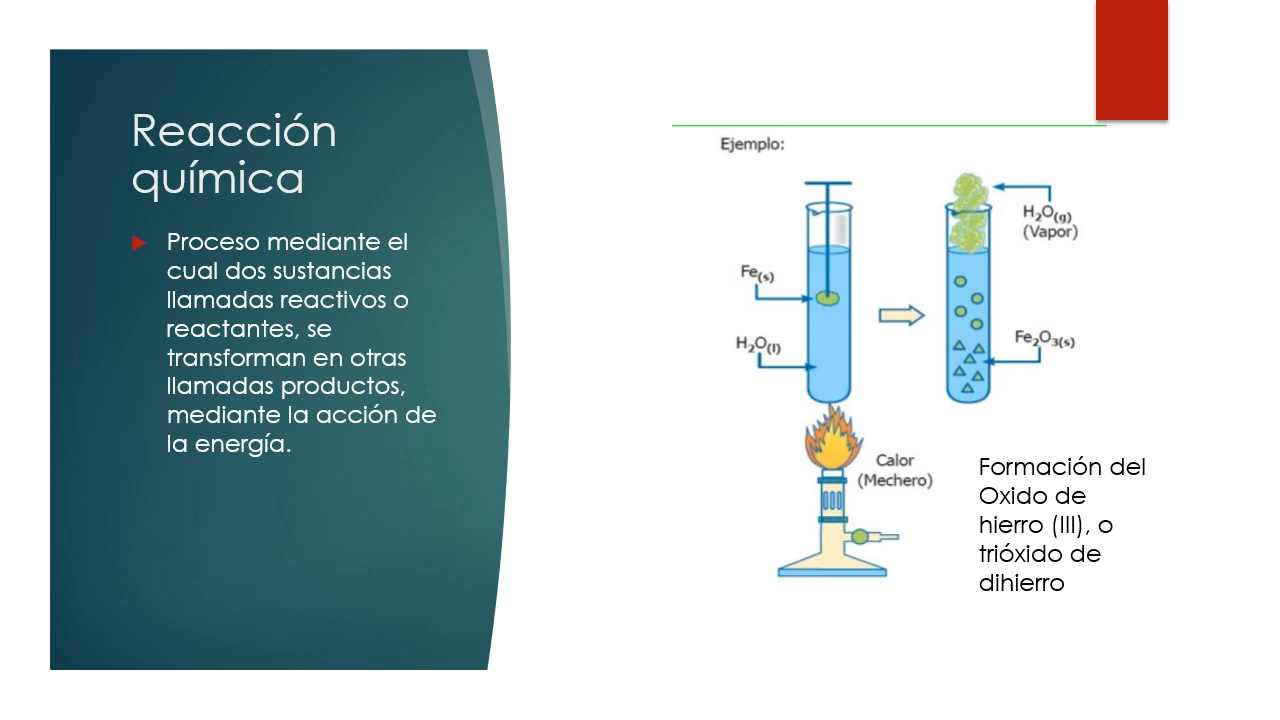 Reacción
química
Proceso mediante el
cual dos sustancias
llamadas reactivos o
reactantes, se
transforman en otras
llamadas productos,
mediante la acción de
la energía.
Ejemplo:
H₂O(g)
(Vapor)
Fe(s)
H₂O(l)
Fe₂O₃(s)
Calor
(Mechero)
Formación del
Oxido de
hierro (III), o
trióxido de
dihierro